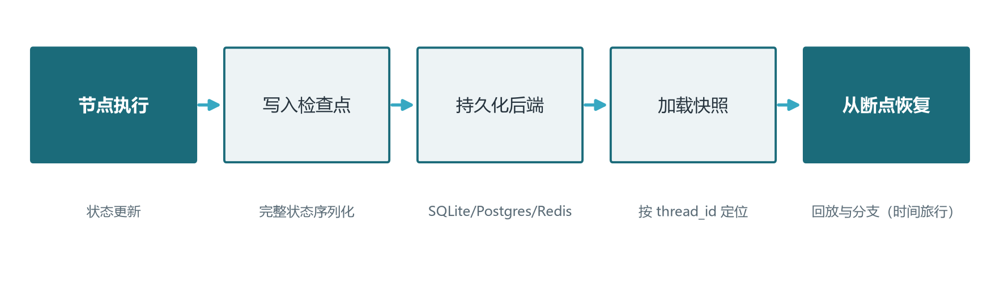 节点执行
写入检查点
持久化后端
加载快照
从断点恢复
状态更新
完整状态序列化
SQLite/Postgres/Redis
按 thread_id 定位
回放与分支（时间旅行）